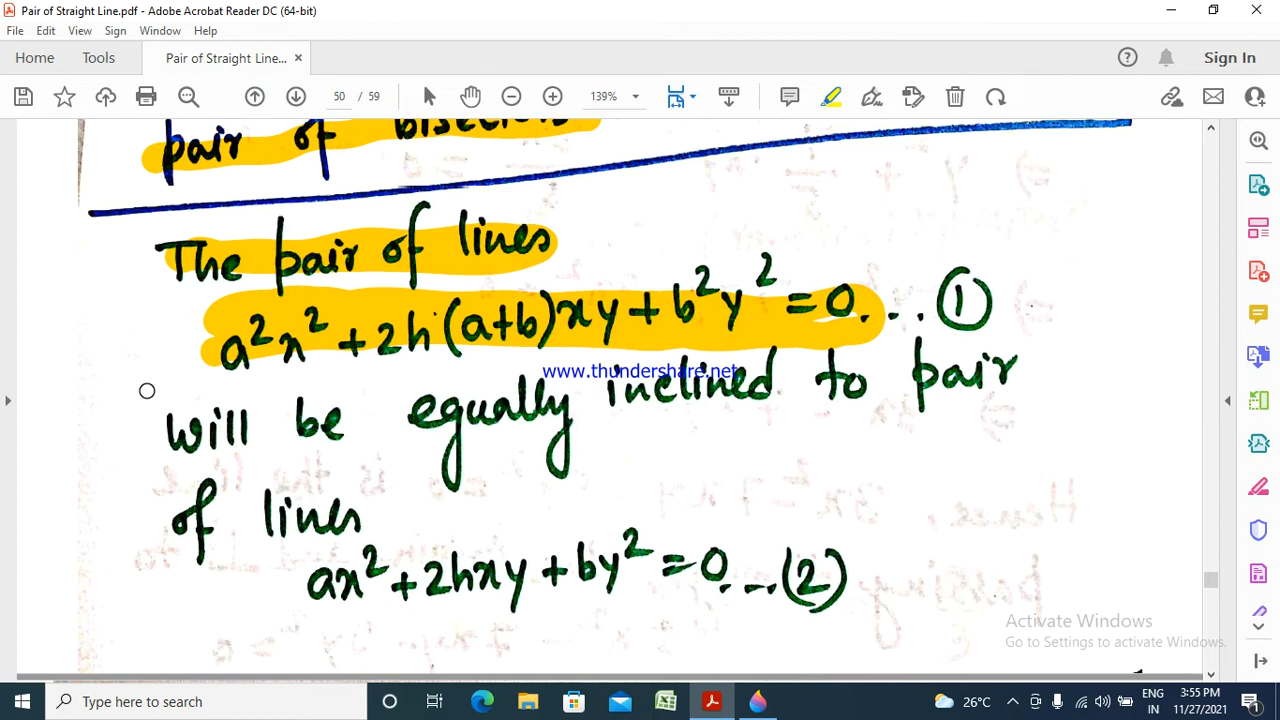 Pair of Straight Line.pdf - Adobe Acrobat Reader DC (64-bit)
File Edit View Sign Window Help
Home Tools Pair of Straight Line... × Sign In
50 / 59 139%
pair of bisectors
The pair of lines
a²x² + 2h(a+b)xy + b²y² = 0... ①
www.thundershare.net
will be equally inclined to pair
of lines
ax² + 2hxy + by² = 0...(2)
Activate Windows
Go to Settings to activate Windows.
Type here to search
26°C
ENG
IN
3:55 PM
11/27/2021
1